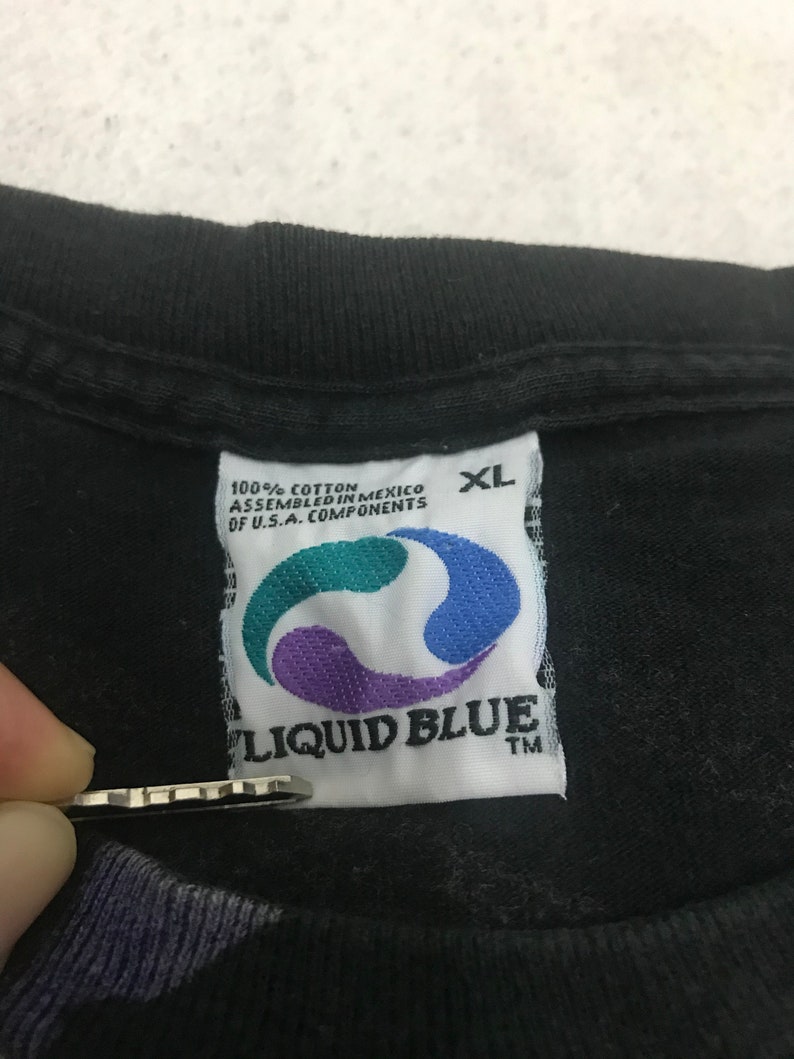 100% COTTON
ASSEMBLED IN MEXICO
OF U.S.A. COMPONENTS
XL
LIQUID BLUE
TM